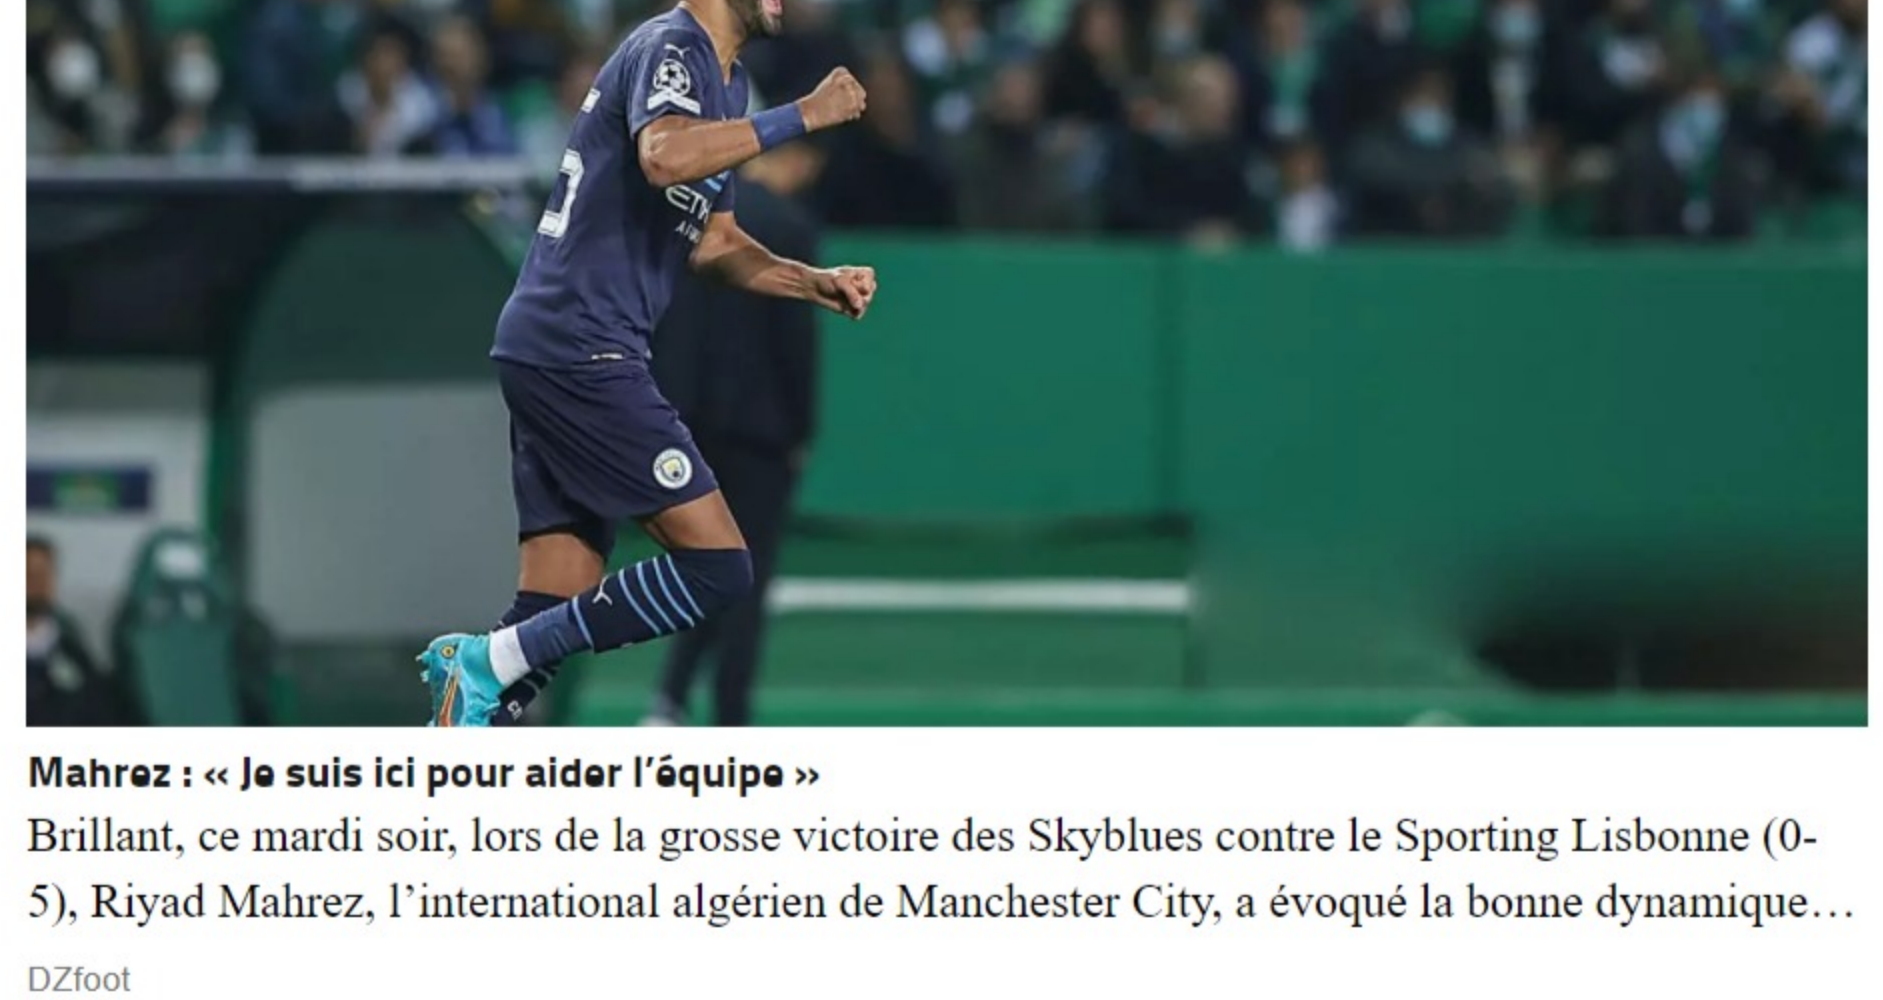 ETI
Mahrez : « Je suis ici pour aider l’équipe »
Brillant, ce mardi soir, lors de la grosse victoire des Skyblues contre le Sporting Lisbonne (0-
5), Riyad Mahrez, l’international algérien de Manchester City, a évoqué la bonne dynamique…
DZfoot